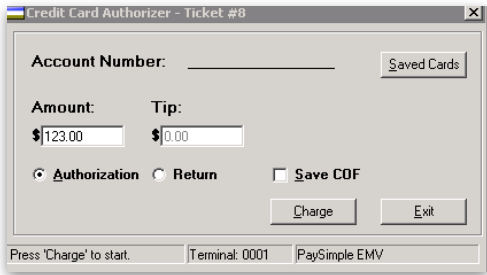 Credit Card Authorizer - Ticket #8
Account Number:
Saved Cards
Amount: Tip:
$123.00 $0.00
Authorization Return Save COF
Charge Exit
Press 'Charge' to start. Terminal: 0001 PaySimple EMV